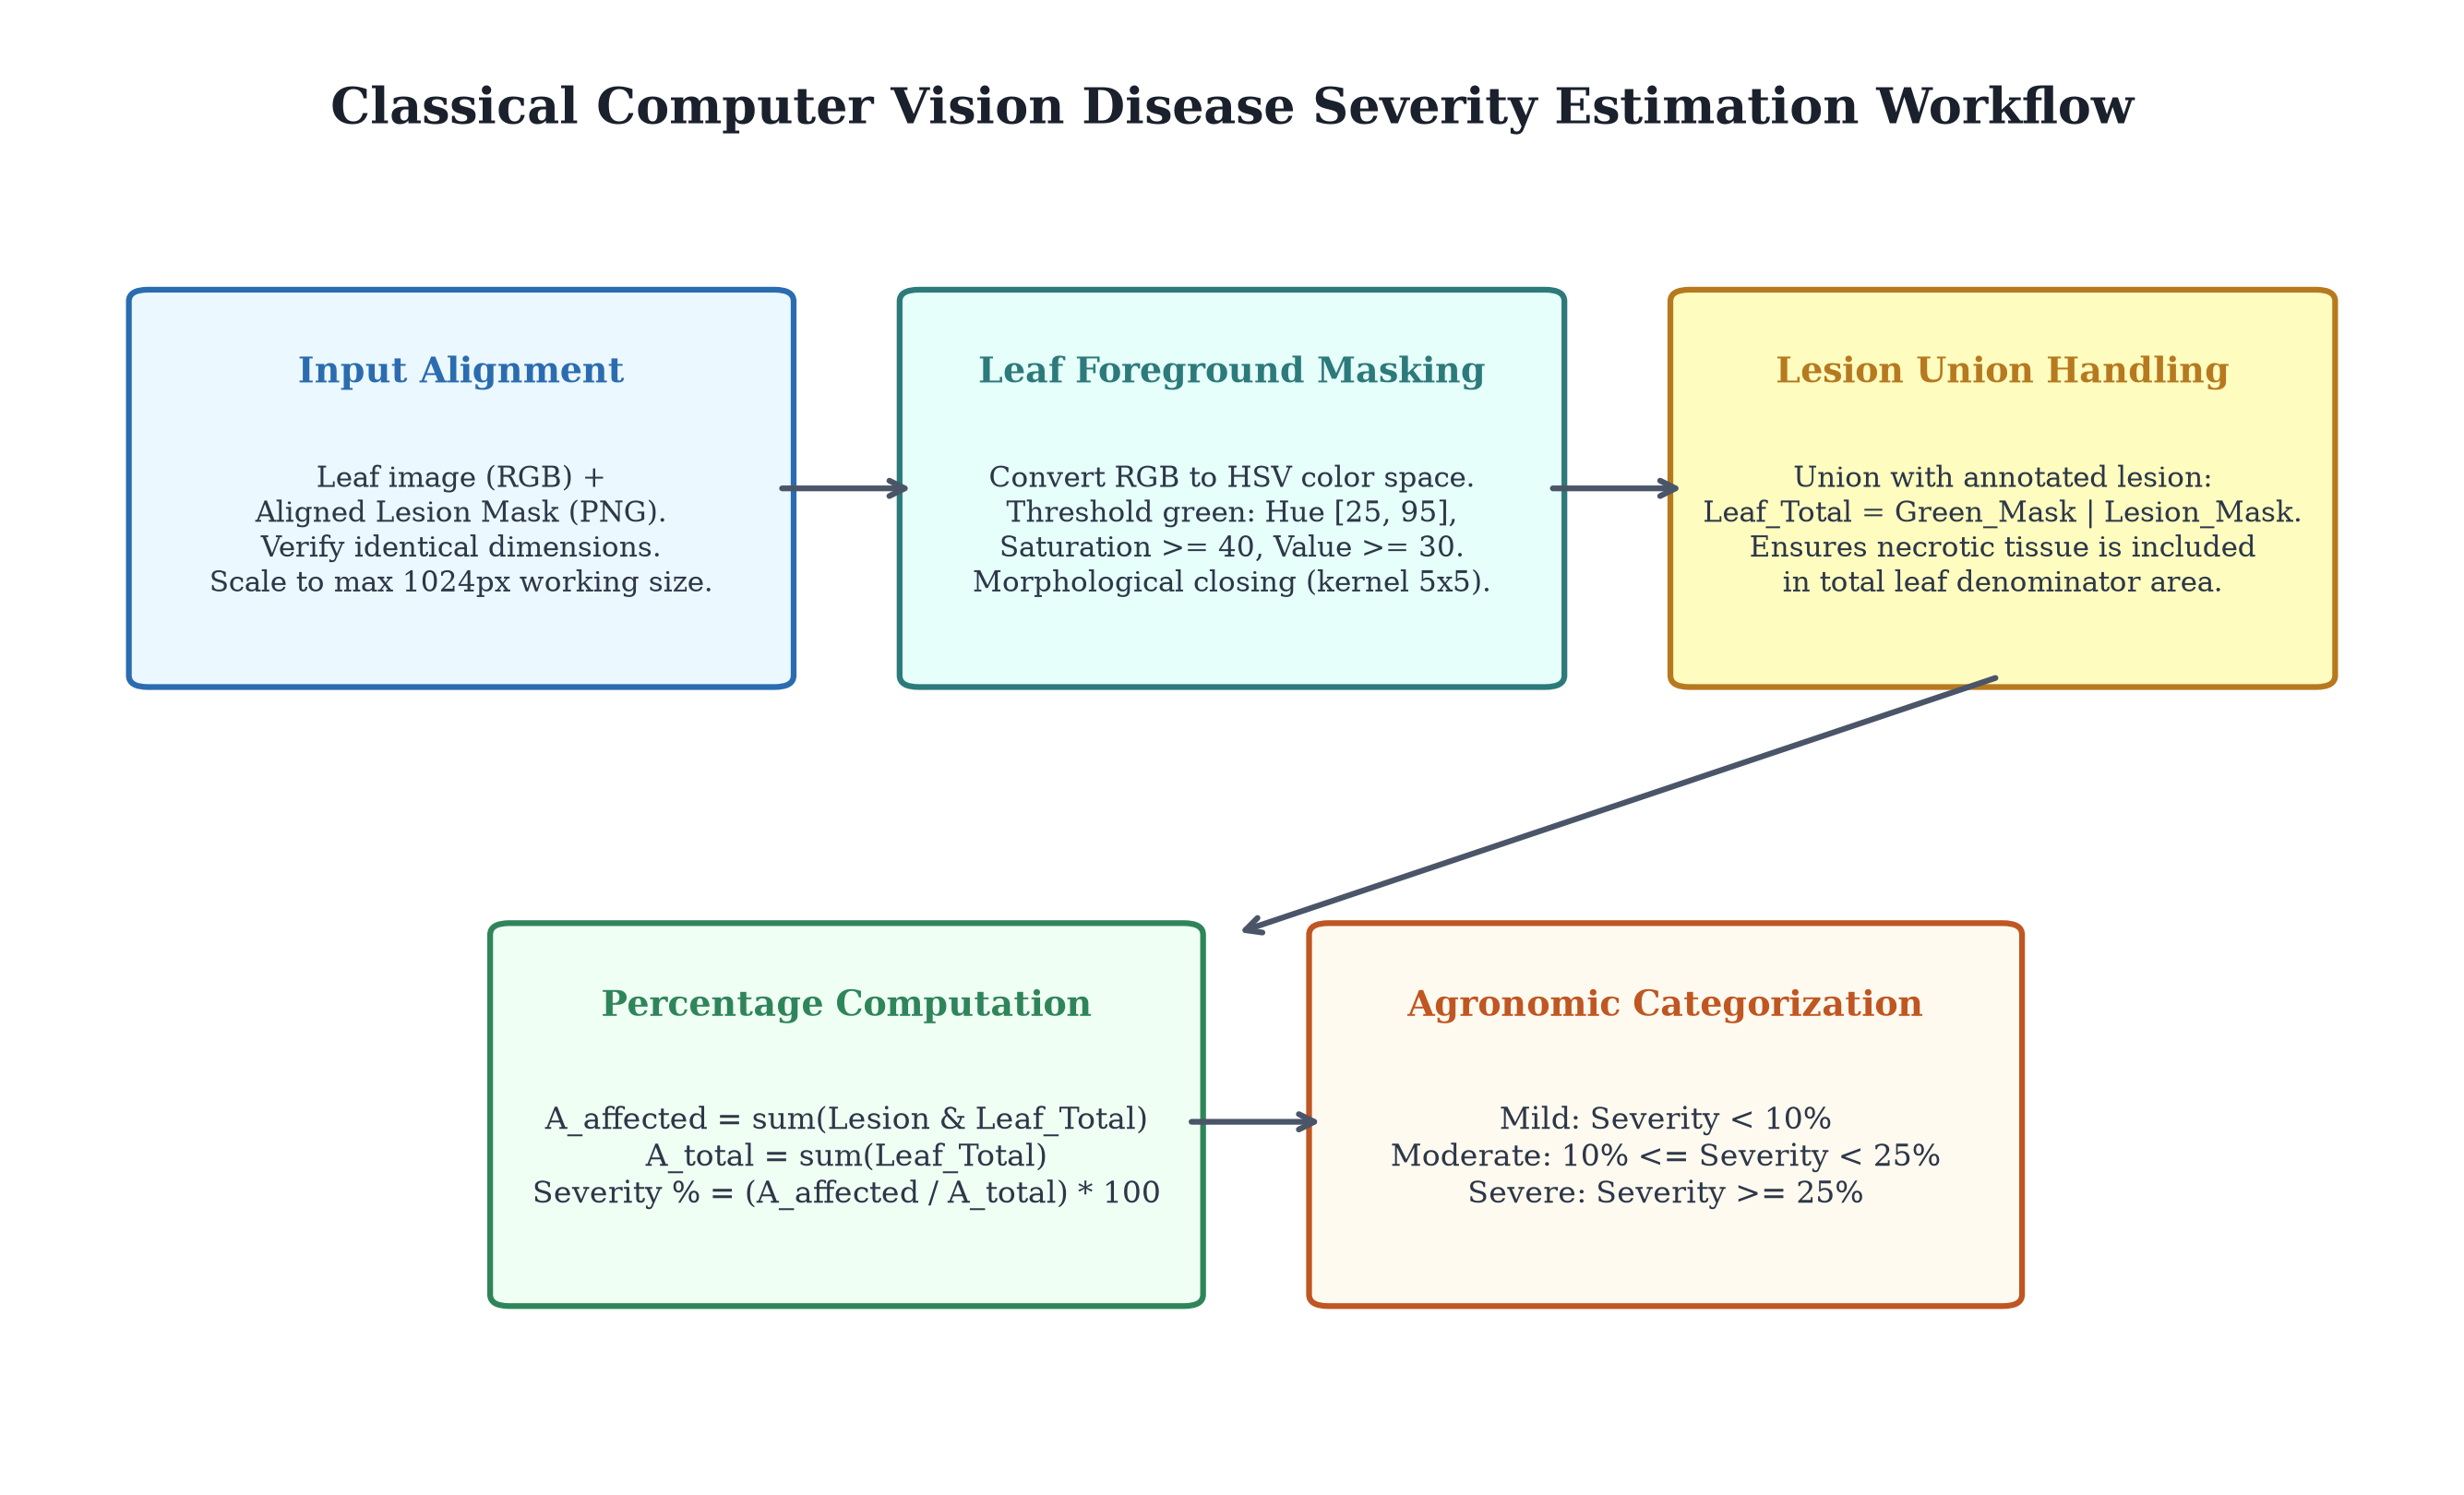 Classical Computer Vision Disease Severity Estimation Workflow
Input Alignment
Leaf image (RGB) +
Aligned Lesion Mask (PNG).
Verify identical dimensions.
Scale to max 1024px working size.
Leaf Foreground Masking
Convert RGB to HSV color space.
Threshold green: Hue [25, 95],
Saturation >= 40, Value >= 30.
Morphological closing (kernel 5x5).
Lesion Union Handling
Union with annotated lesion:
Leaf_Total = Green_Mask | Lesion_Mask.
Ensures necrotic tissue is included
in total leaf denominator area.
Percentage Computation
A_affected = sum(Lesion & Leaf_Total)
A_total = sum(Leaf_Total)
Severity % = (A_affected / A_total) * 100
Agronomic Categorization
Mild: Severity < 10%
Moderate: 10% <= Severity < 25%
Severe: Severity >= 25%